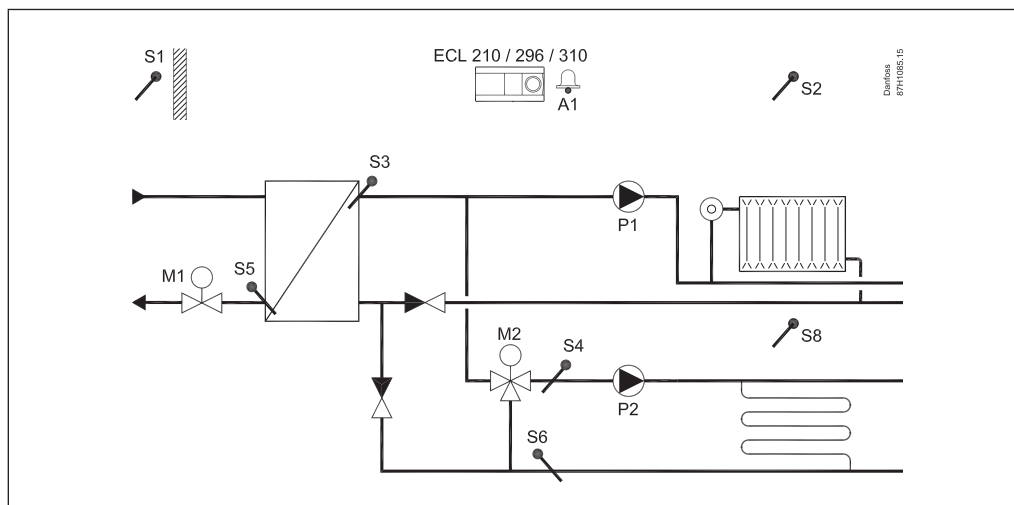 S1
ECL 210 / 296 / 310
A1
S2
Danfoss
87H1085.15
S3
P1
M1
S5
M2
S4
S8
P2
S6